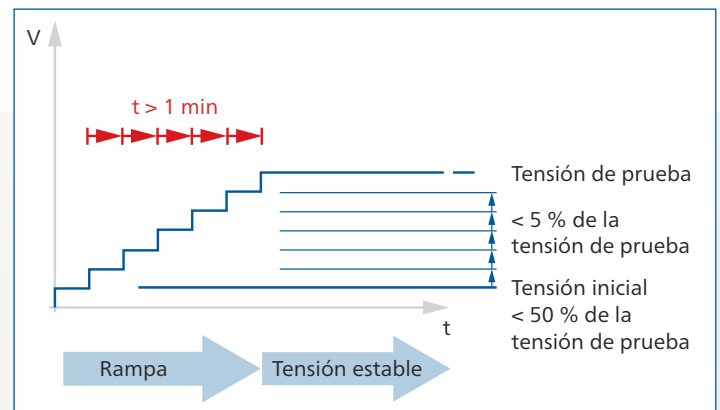 V
t > 1 min
Tensión de prueba
< 5 % de la
tensión de prueba
Tensión inicial
< 50 % de la
tensión de prueba
t
Rampa
Tensión estable